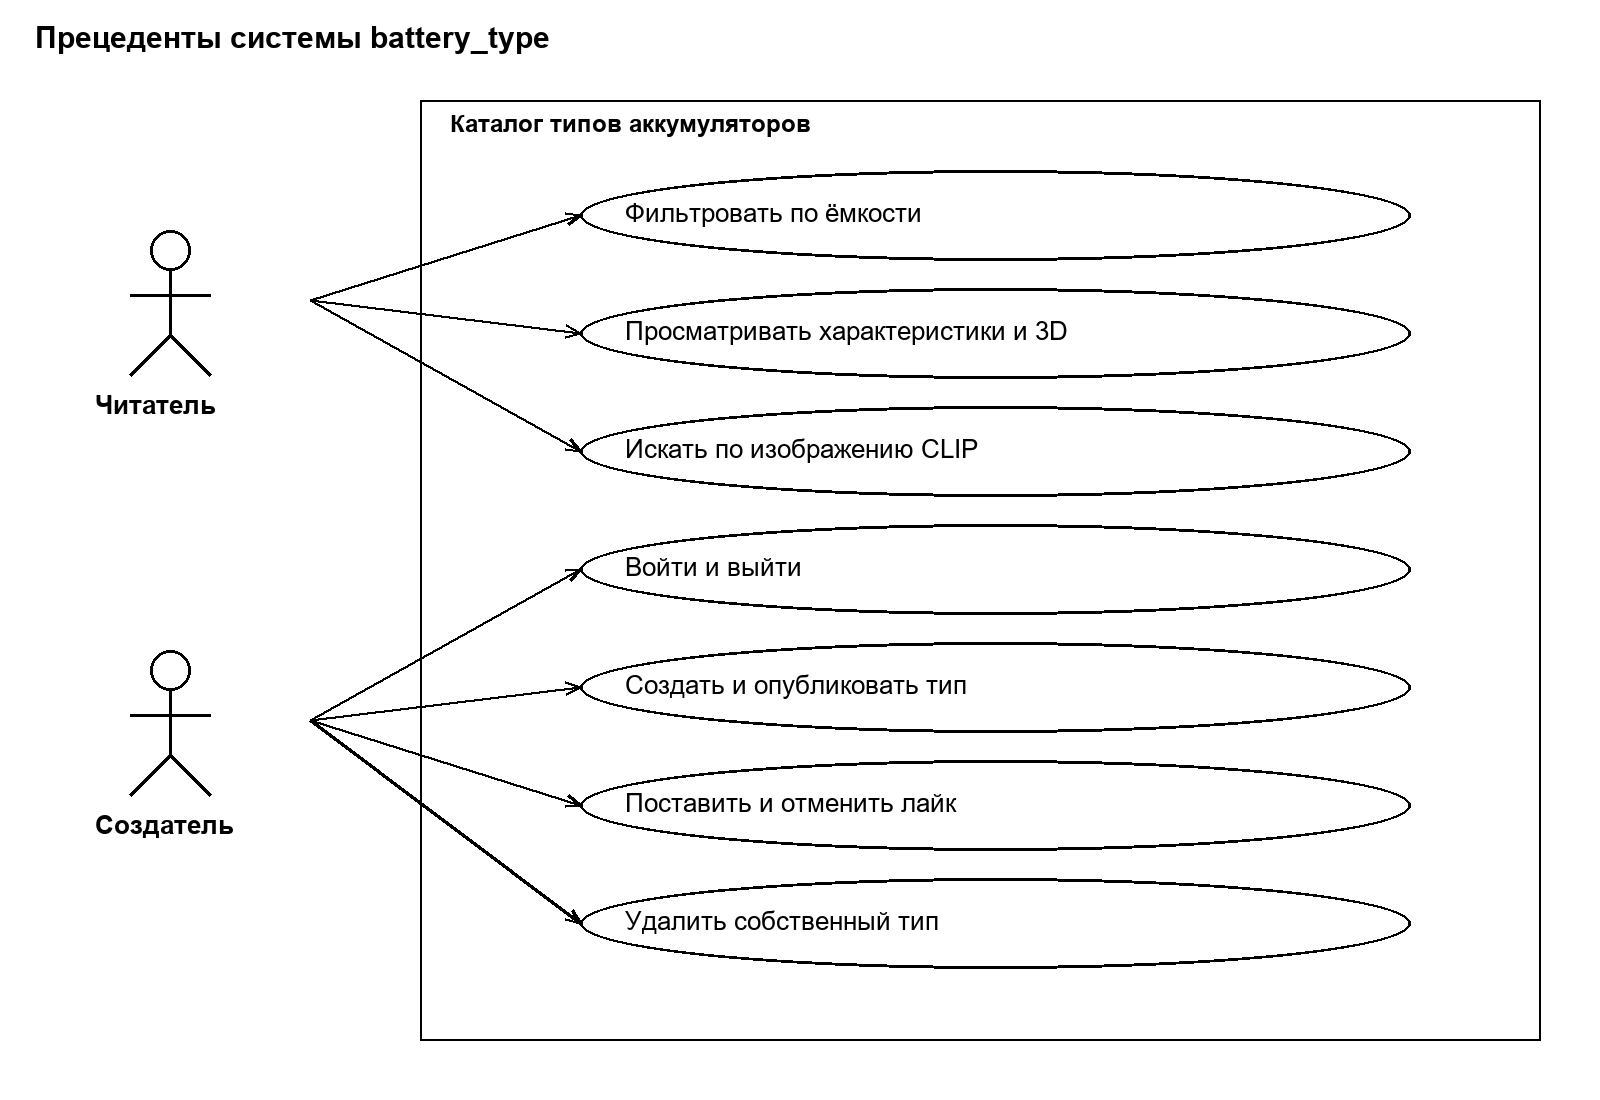 Прецеденты системы battery_type
Каталог типов аккумуляторов
Фильтровать по ёмкости
Просматривать характеристики и 3D
Читатель
Искать по изображению CLIP
Войти и выйти
Создать и опубликовать тип
Поставить и отменить лайк
Создатель
Удалить собственный тип